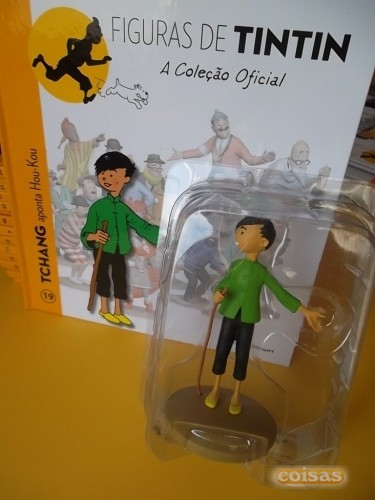 FIGURAS DE TINTIN
A Coleção Oficial
TCHANG aponta Hou-Kou
19
coisas